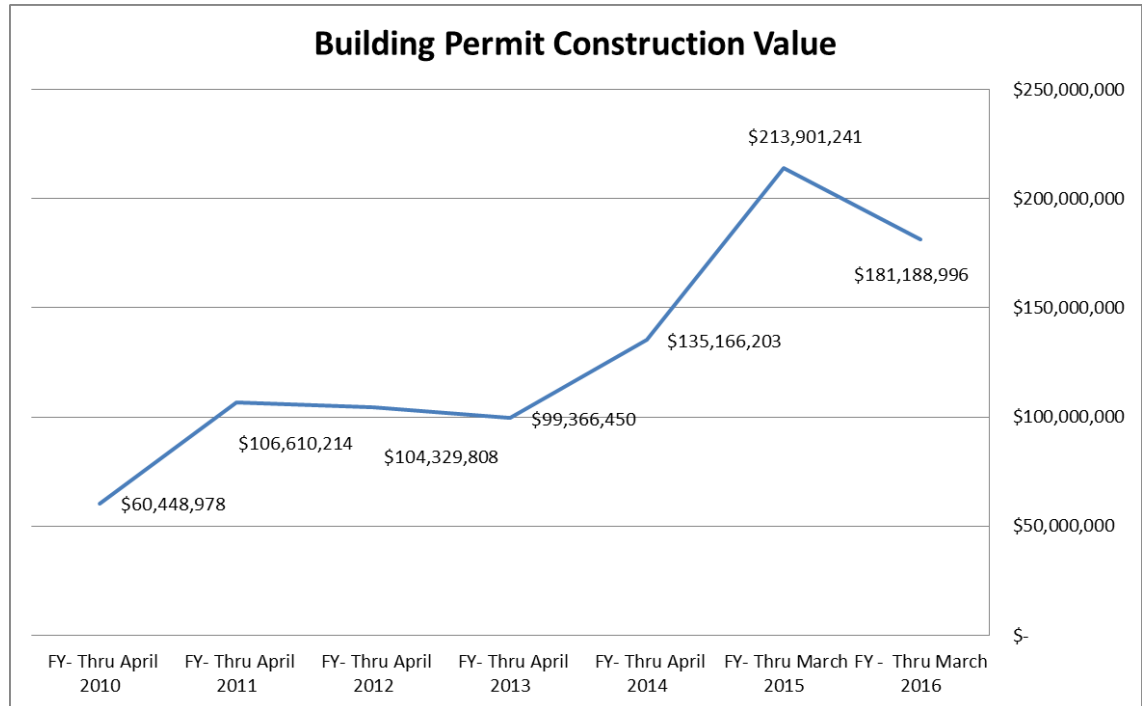 Building Permit Construction Value
$250,000,000
$213,901,241
$200,000,000
$181,188,996
$150,000,000
$135,166,203
$99,366,450
$100,000,000
$106,610,214
$104,329,808
$60,448,978
$50,000,000
$-
FY- Thru April 2010
FY- Thru April 2011
FY- Thru April 2012
FY- Thru April 2013
FY- Thru April 2014
FY- Thru March 2015
FY - Thru March 2016